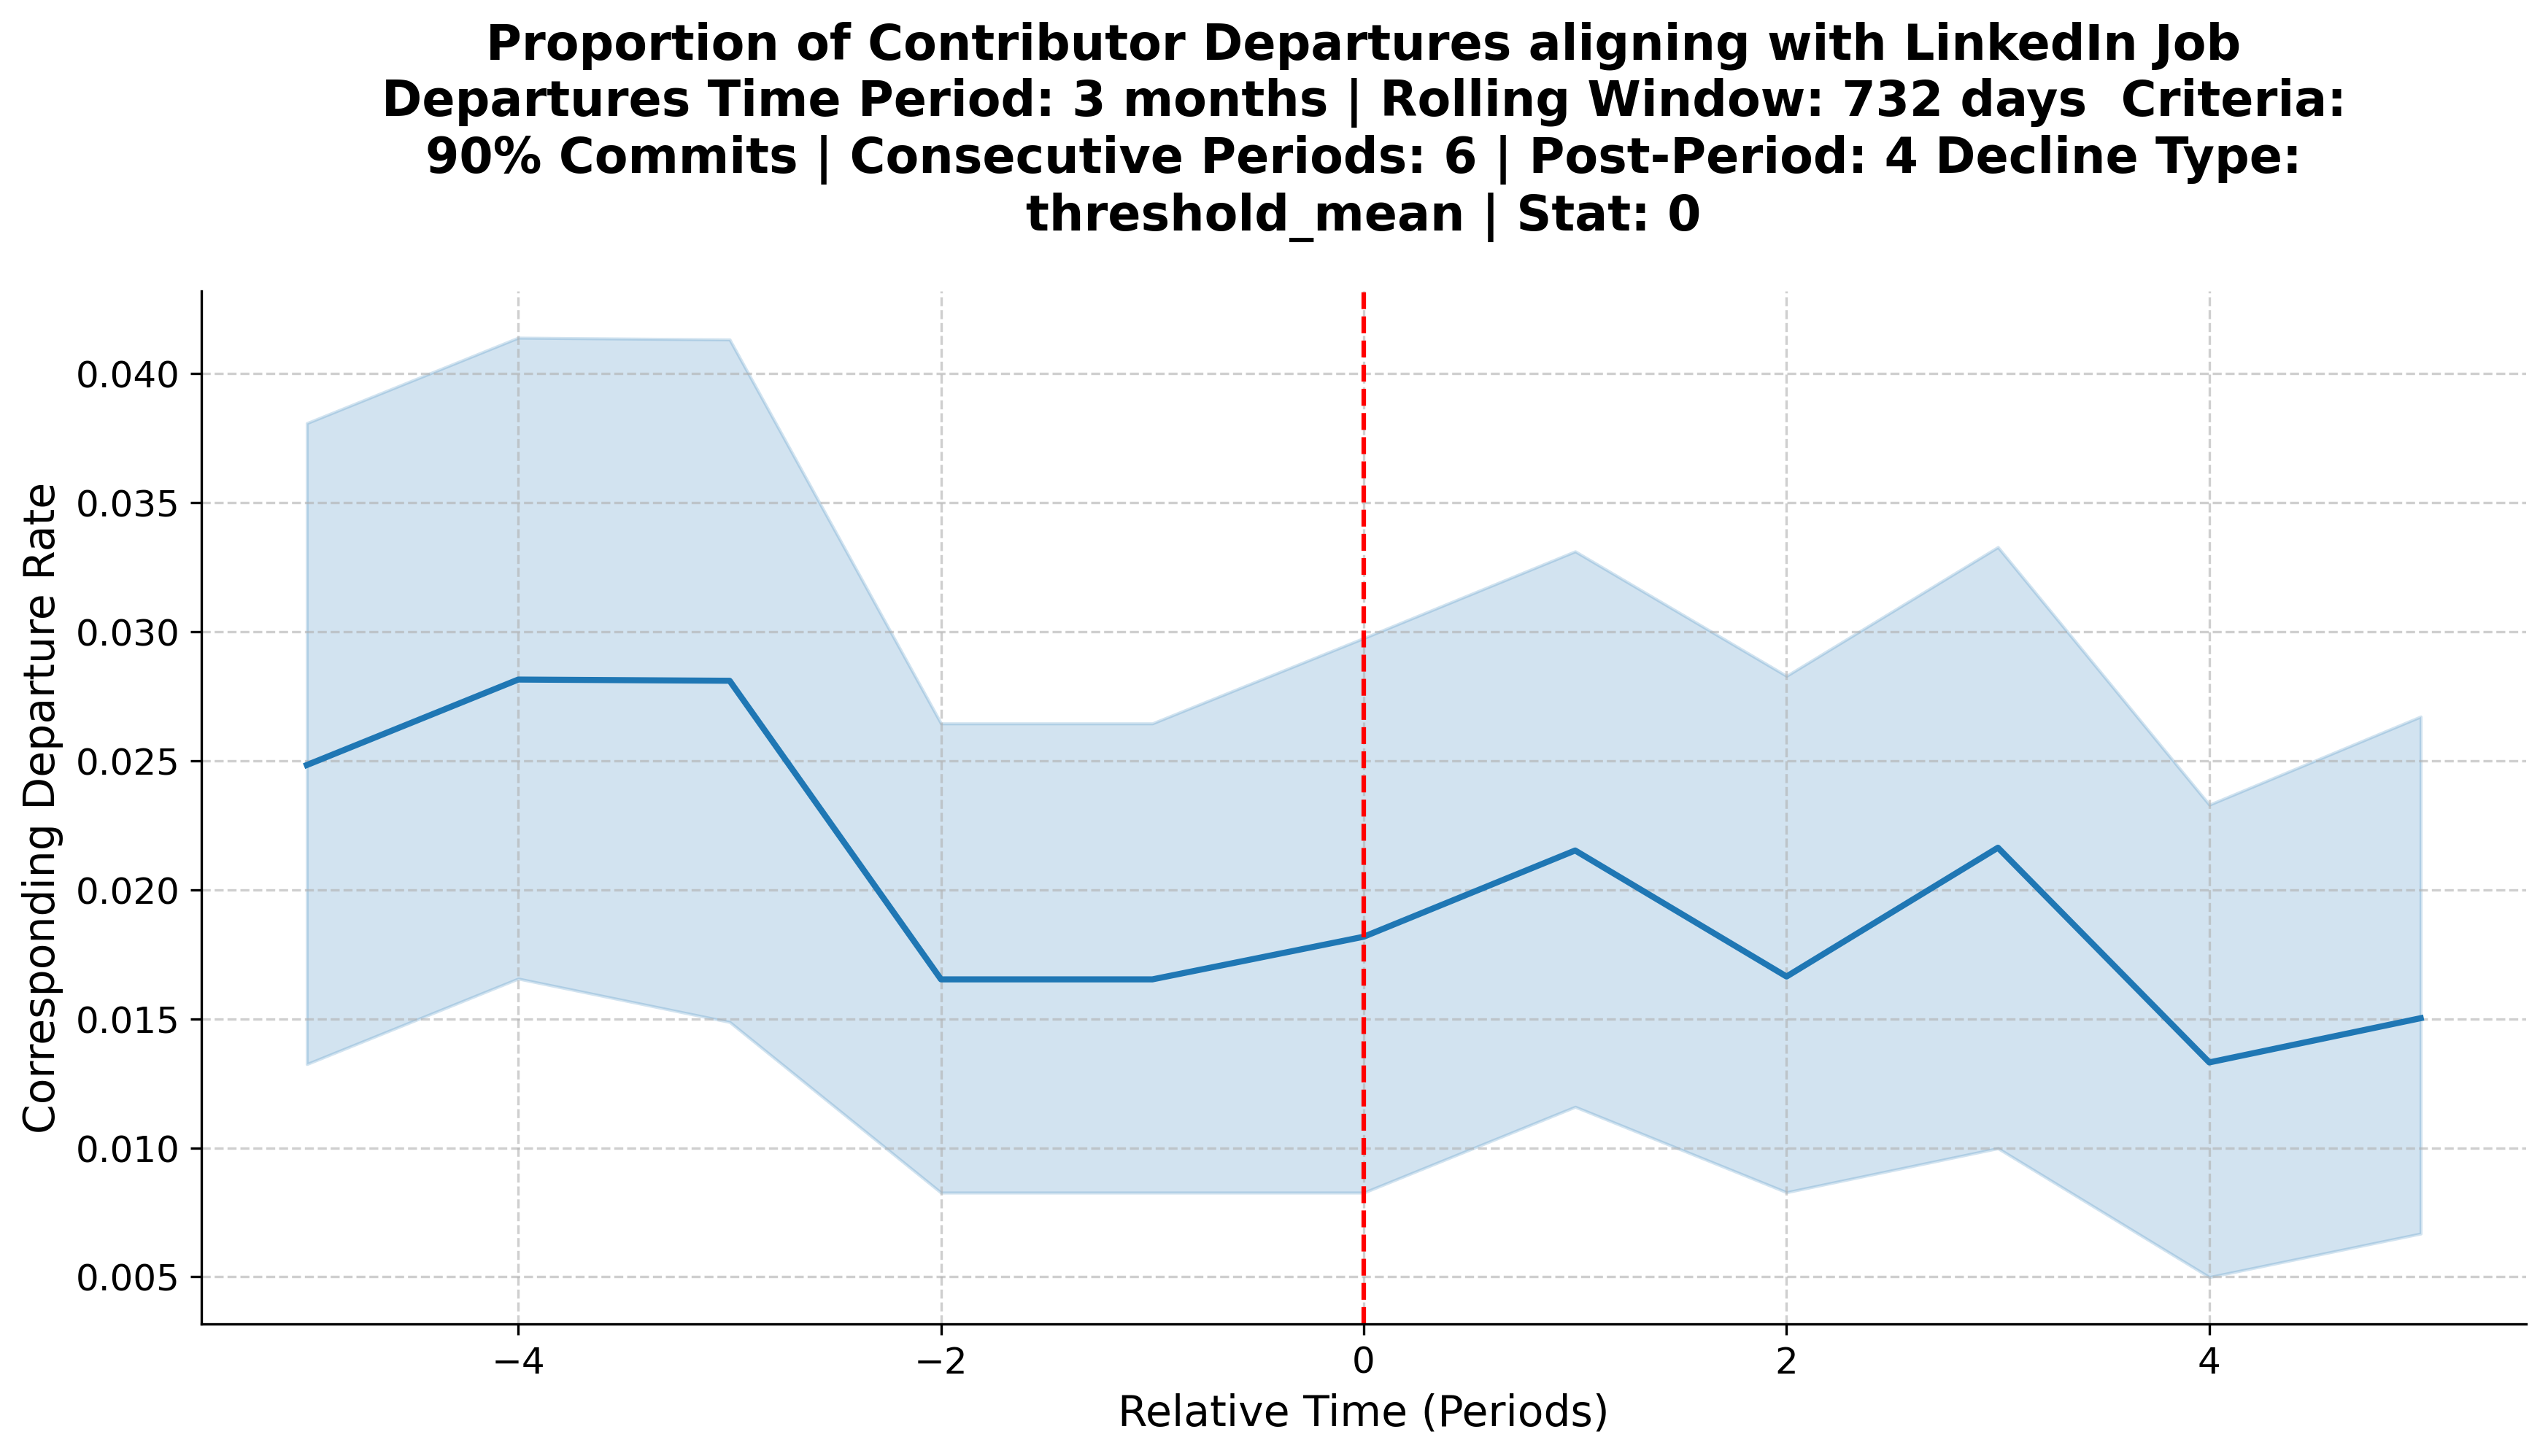 Proportion of Contributor Departures aligning with LinkedIn Job
Departures Time Period: 3 months | Rolling Window: 732 days  Criteria:
90% Commits | Consecutive Periods: 6 | Post-Period: 4 Decline Type:
threshold_mean | Stat: 0
Corresponding Departure Rate
0.040
0.035
0.030
0.025
0.020
0.015
0.010
0.005
−4
−2
0
2
4
Relative Time (Periods)